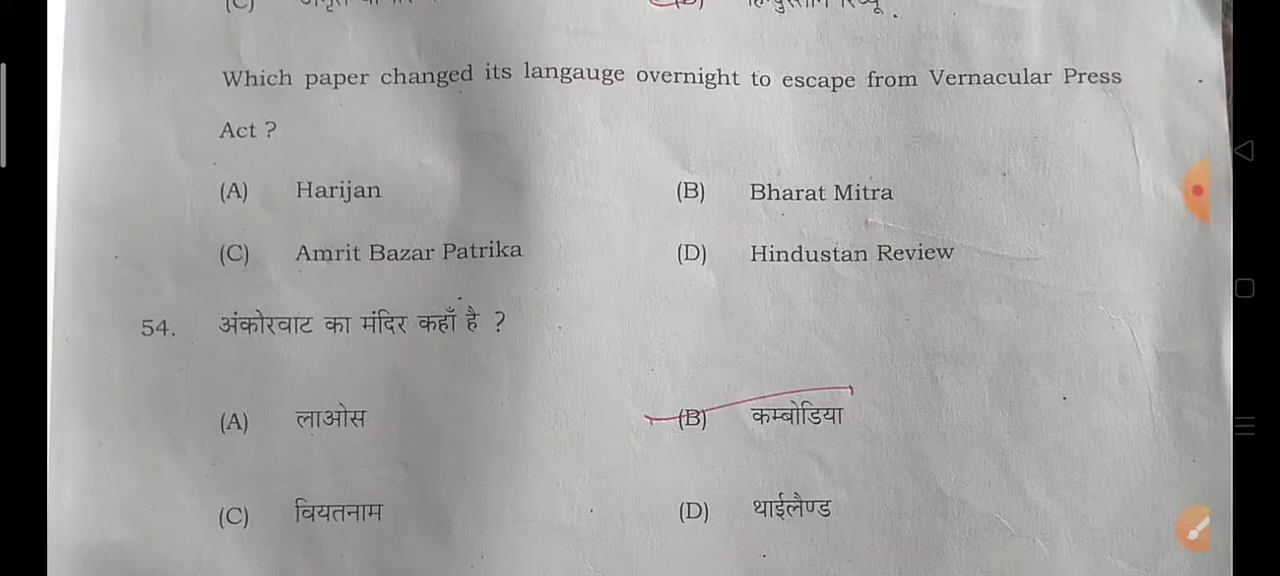 Which paper changed its langauge overnight to escape from Vernacular Press
Act ?
(A) Harijan (B) Bharat Mitra
(C) Amrit Bazar Patrika (D) Hindustan Review
54. अंकोरवाट का मंदिर कहाँ है ?
(A) लाओस (B) कम्बोडिया
(C) वियतनाम (D) थाईलैण्ड